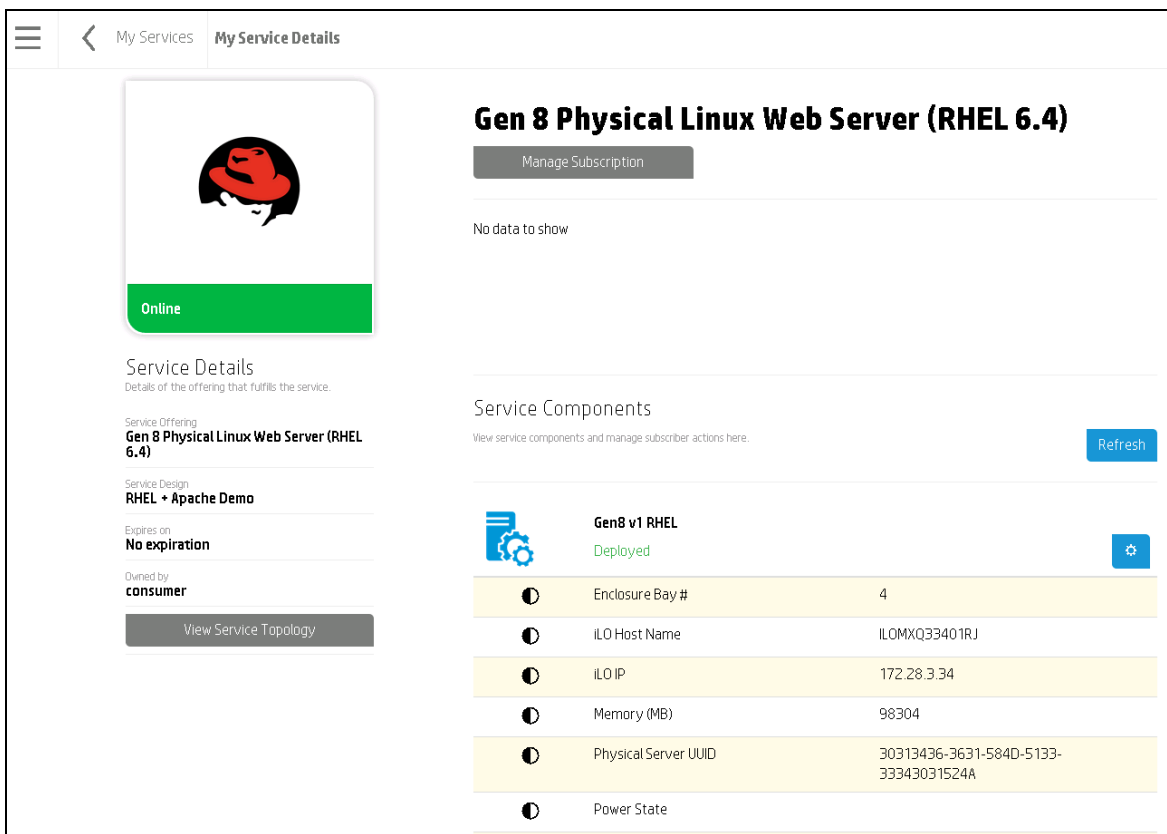 My Services
My Service Details
Online
Service Details
Details of the offering that fulfills the service.
Service Offering
Gen 8 Physical Linux Web Server (RHEL
6.4)
Service Design
RHEL + Apache Demo
Expires on
No expiration
Owned by
consumer
View Service Topology
Gen 8 Physical Linux Web Server (RHEL 6.4)
Manage Subscription
No data to show
Service Components
View service components and manage subscriber actions here.
Refresh
Gen8 v1 RHEL
Deployed
Enclosure Bay # 4
iLO Host Name ILOMXQ33401RJ
iLO IP 172.28.3.34
Memory (MB) 98304
Physical Server UUID 30313436-3631-584D-5133-
33343031524A
Power State